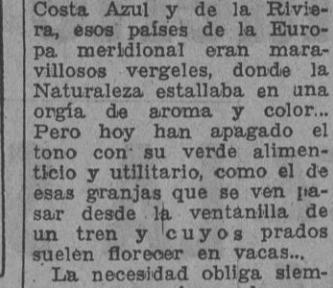 Costa Azul y de la Rivie-
ra, esos países de la Euro-
pa meridional eran mara-
villosos vergeles, donde la
Naturaleza estallaba en una
orgía de aroma y color...
Pero hoy han apagado el
tono con su verde alimen-
ticio y utilitario, como el de
esas granjas que se ven pa-
sar desde la ventanilla de
un tren y cuyos prados
suelen florecer en vacas...
La necesidad obliga siem-